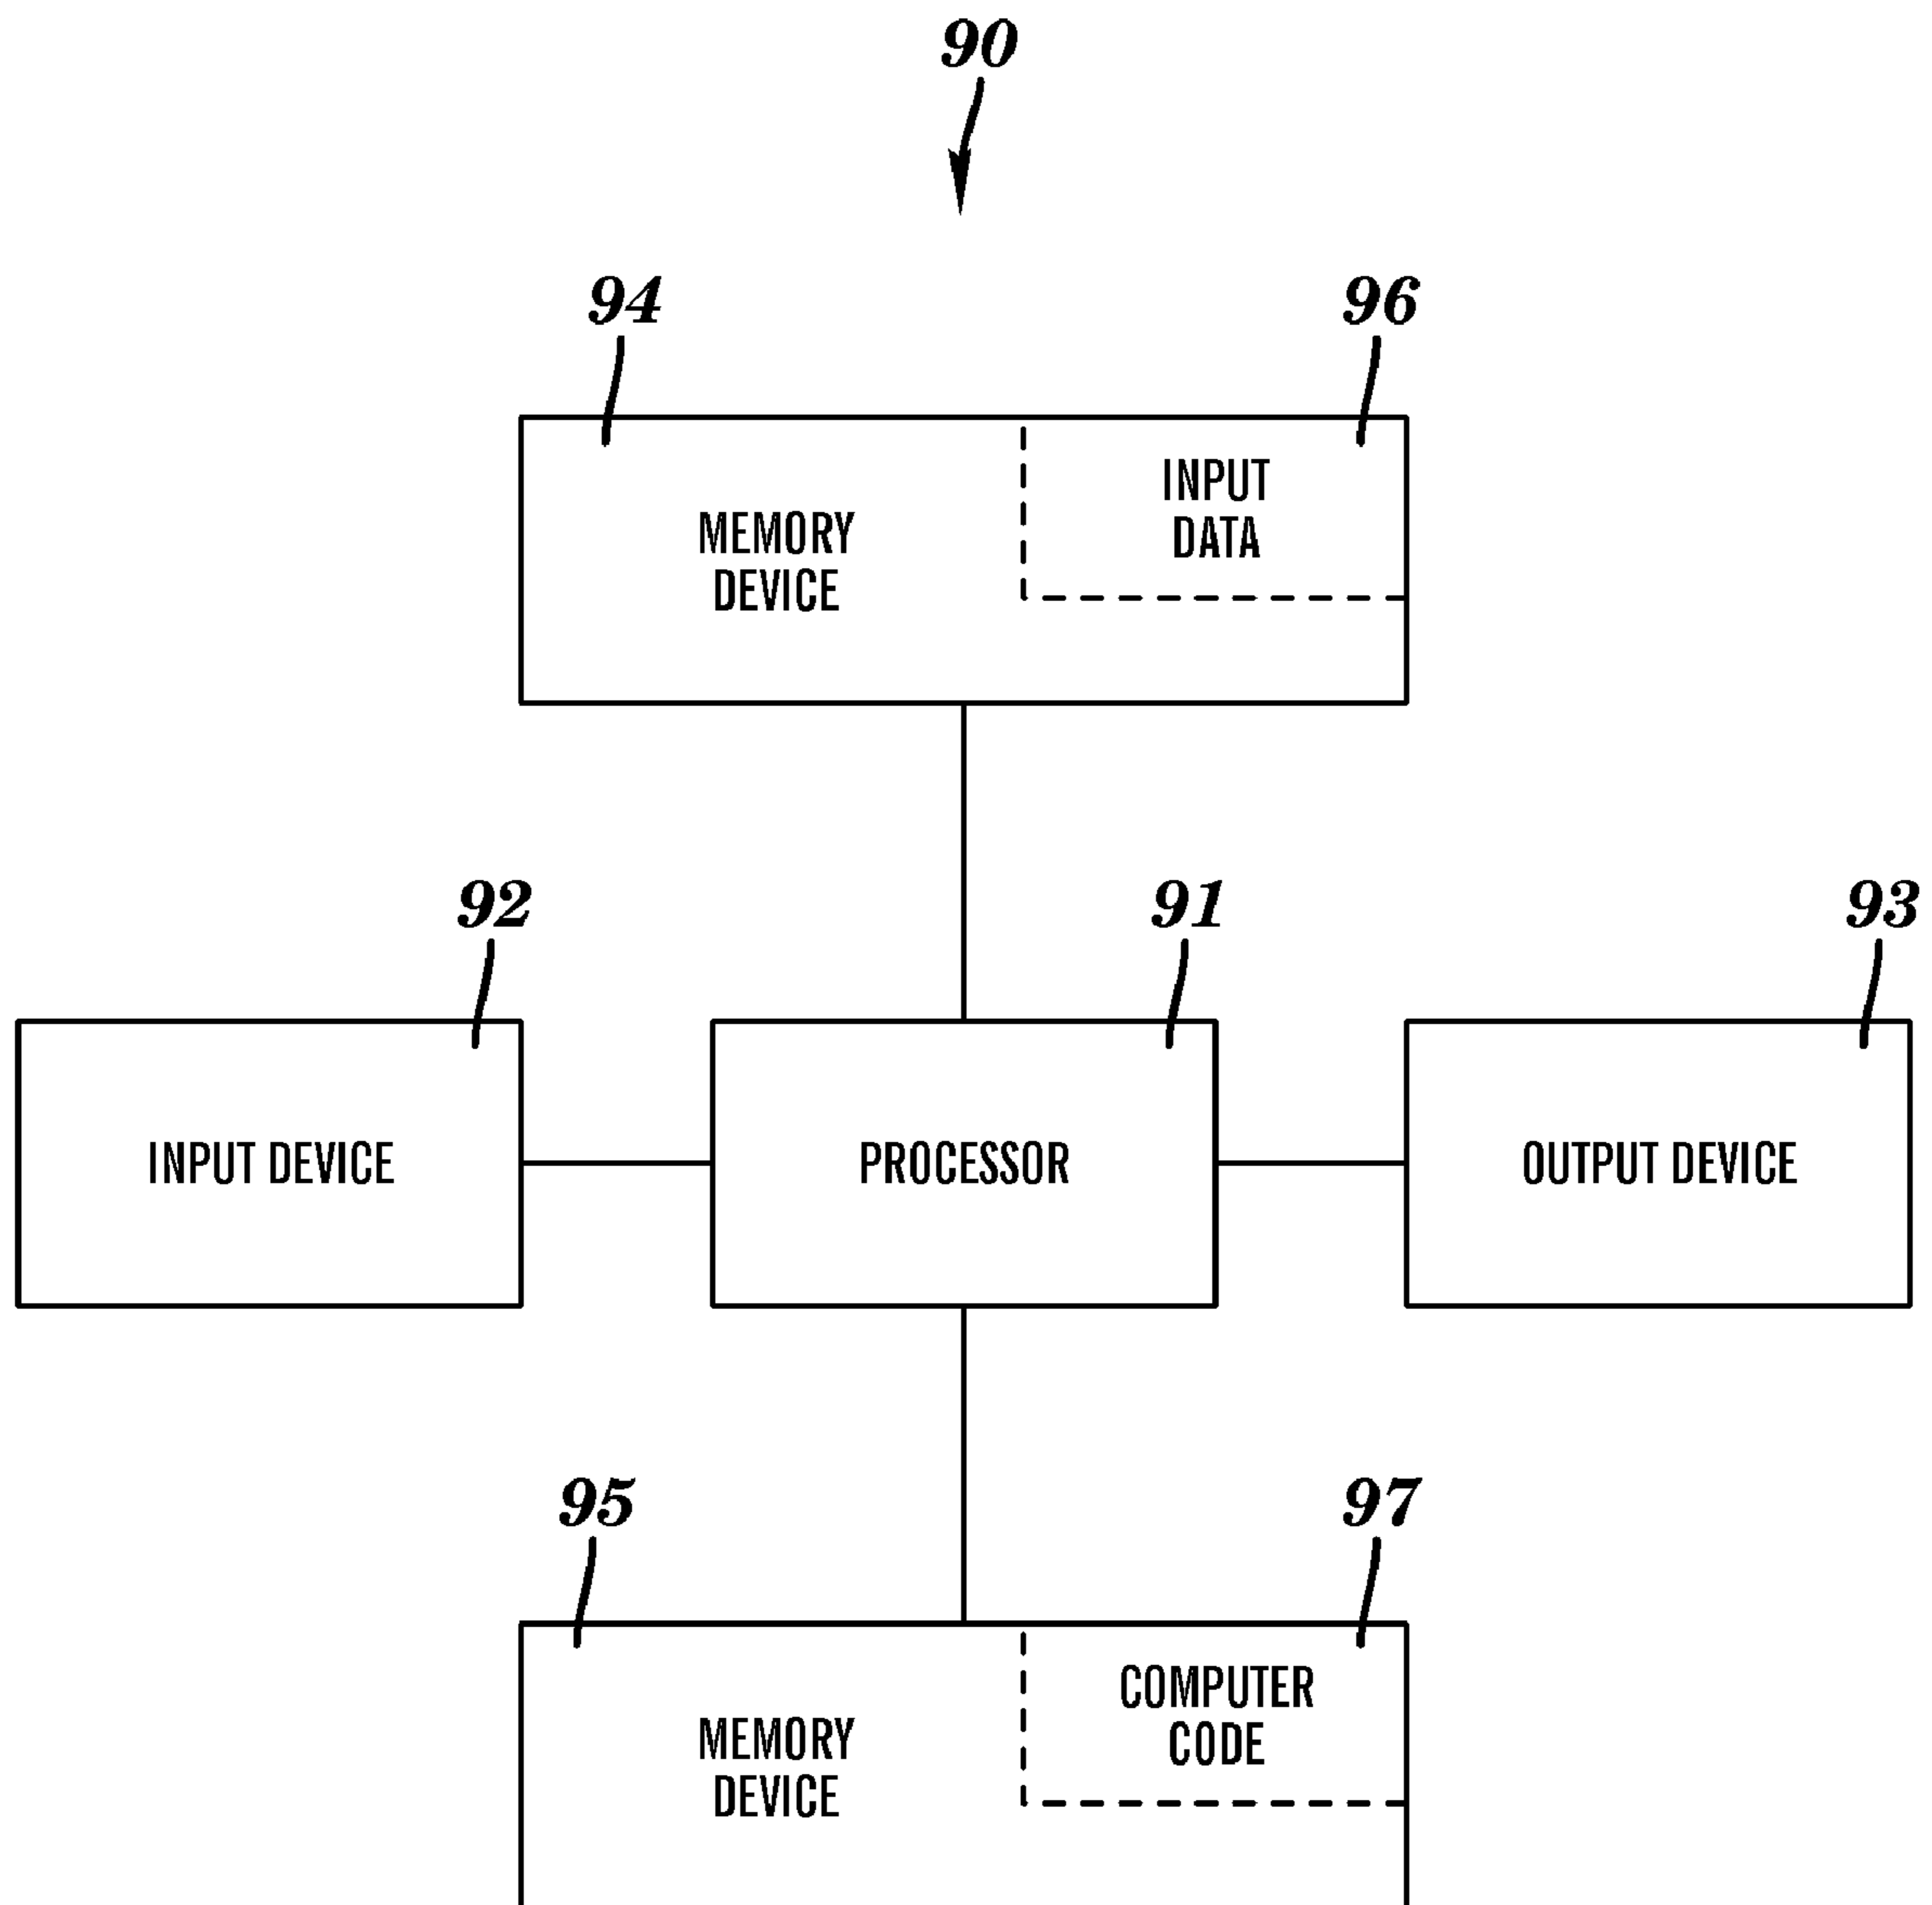 90
94
96
INPUT
DATA
MEMORY
DEVICE
92
91
93
INPUT DEVICE
PROCESSOR
OUTPUT DEVICE
95
97
COMPUTER
CODE
MEMORY
DEVICE